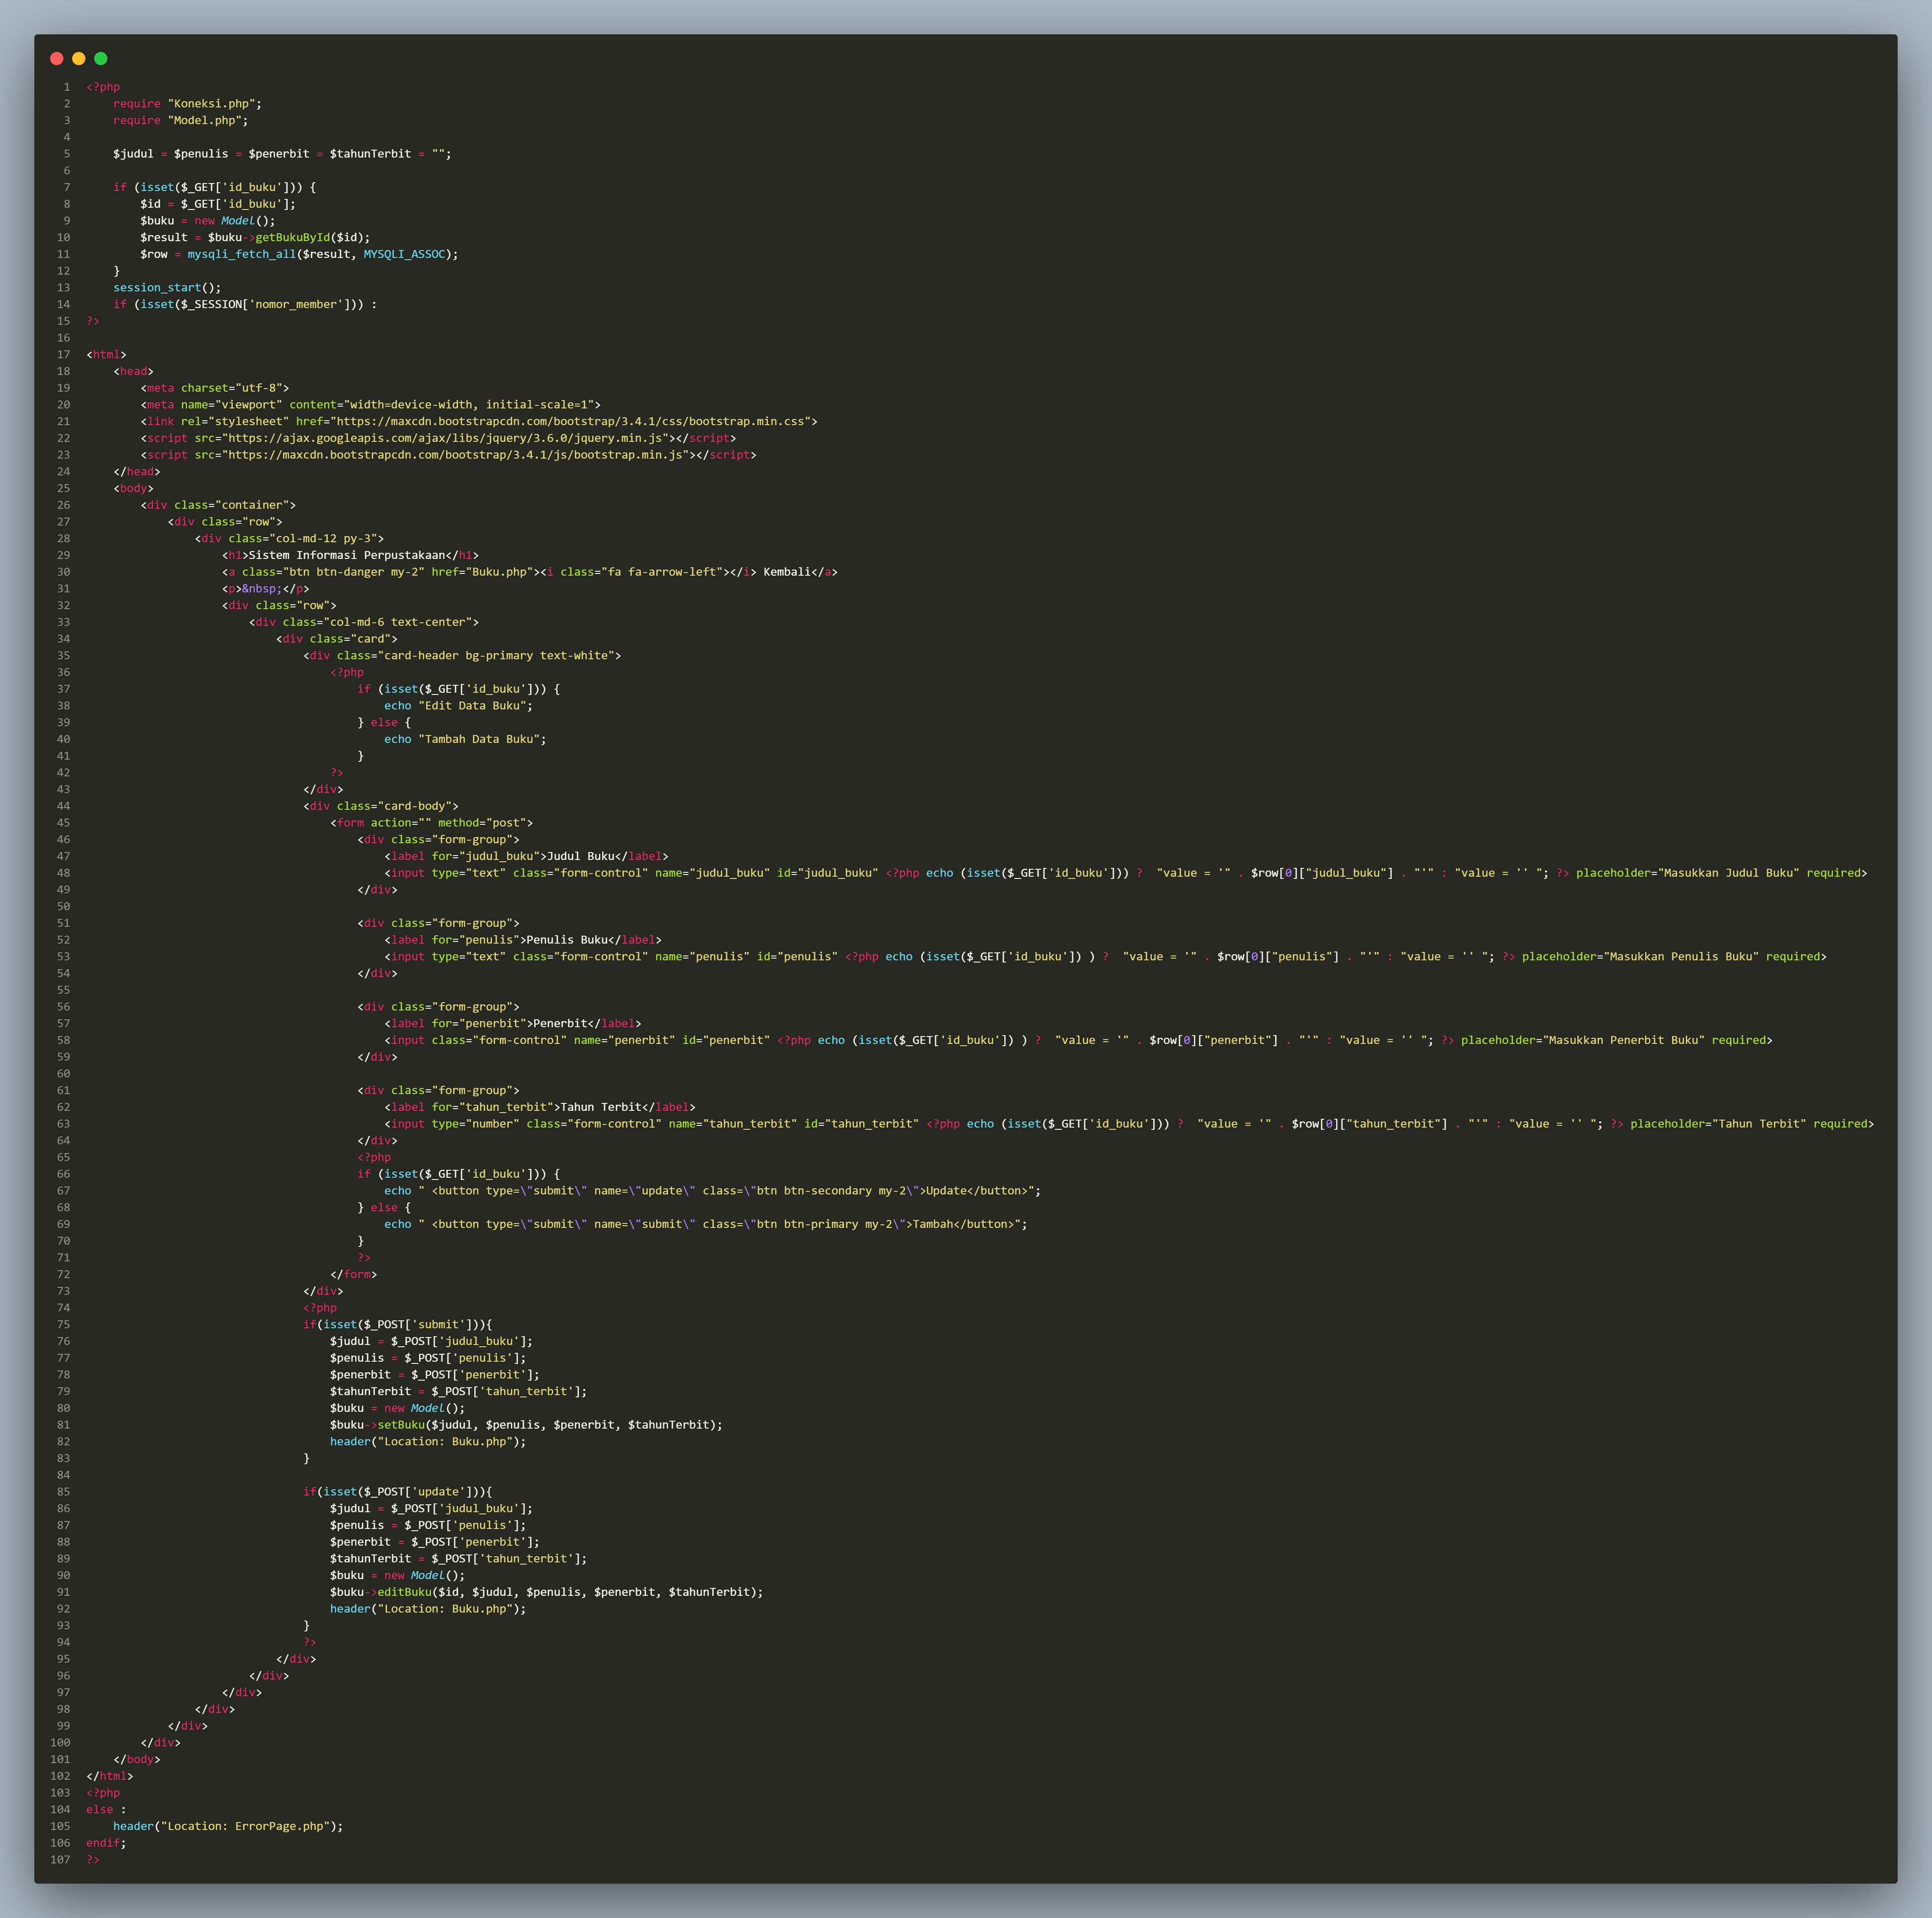 1 <?php
2     require "Koneksi.php";
3     require "Model.php";
4
5     $judul = $penulis = $penerbit = $tahunTerbit = "";
6
7     if (isset($_GET['id_buku'])) {
8         $id = $_GET['id_buku'];
9         $buku = new Model();
10         $result = $buku->getBukuById($id);
11         $row = mysqli_fetch_all($result, MYSQLI_ASSOC);
12     }
13     session_start();
14     if (isset($_SESSION['nomor_member'])) :
15 ?>
16
17 <html>
18     <head>
19         <meta charset="utf-8">
20         <meta name="viewport" content="width=device-width, initial-scale=1">
21         <link rel="stylesheet" href="https://maxcdn.bootstrapcdn.com/bootstrap/3.4.1/css/bootstrap.min.css">
22         <script src="https://ajax.googleapis.com/ajax/libs/jquery/3.6.0/jquery.min.js"></script>
23         <script src="https://maxcdn.bootstrapcdn.com/bootstrap/3.4.1/js/bootstrap.min.js"></script>
24     </head>
25     <body>
26         <div class="container">
27             <div class="row">
28                 <div class="col-md-12 py-3">
29                     <h1>Sistem Informasi Perpustakaan</h1>
30                     <a class="btn btn-danger my-2" href="Buku.php"><i class="fa fa-arrow-left"></i> Kembali</a>
31                     <p>&nbsp;</p>
32                     <div class="row">
33                         <div class="col-md-6 text-center">
34                             <div class="card">
35                                 <div class="card-header bg-primary text-white">
36                                     <?php
37                                         if (isset($_GET['id_buku'])) {
38                                             echo "Edit Data Buku";
39                                         } else {
40                                             echo "Tambah Data Buku";
41                                         }
42                                     ?>
43                                 </div>
44                                 <div class="card-body">
45                                     <form action="" method="post">
46                                         <div class="form-group">
47                                             <label for="judul_buku">Judul Buku</label>
48                                             <input type="text" class="form-control" name="judul_buku" id="judul_buku" <?php echo (isset($_GET['id_buku'])) ?  "value = '" . $row[0]["judul_buku"] . "'" : "value = '' "; ?> placeholder="Masukkan Judul Buku" required>
49                                         </div>
50
51                                         <div class="form-group">
52                                             <label for="penulis">Penulis Buku</label>
53                                             <input type="text" class="form-control" name="penulis" id="penulis" <?php echo (isset($_GET['id_buku']) ) ?  "value = '" . $row[0]["penulis"] . "'" : "value = '' "; ?> placeholder="Masukkan Penulis Buku" required>
54                                         </div>
55
56                                         <div class="form-group">
57                                             <label for="penerbit">Penerbit</label>
58                                             <input class="form-control" name="penerbit" id="penerbit" <?php echo (isset($_GET['id_buku']) ) ?  "value = '" . $row[0]["penerbit"] . "'" : "value = '' "; ?> placeholder="Masukkan Penerbit Buku" required>
59                                         </div>
60
61                                         <div class="form-group">
62                                             <label for="tahun_terbit">Tahun Terbit</label>
63                                             <input type="number" class="form-control" name="tahun_terbit" id="tahun_terbit" <?php echo (isset($_GET['id_buku'])) ?  "value = '" . $row[0]["tahun_terbit"] . "'" : "value = '' "; ?> placeholder="Tahun Terbit" required>
64                                         </div>
65                                         <?php
66                                         if (isset($_GET['id_buku'])) {
67                                             echo " <button type=\"submit\" name=\"update\" class=\"btn btn-secondary my-2\">Update</button>";
68                                         } else {
69                                             echo " <button type=\"submit\" name=\"submit\" class=\"btn btn-primary my-2\">Tambah</button>";
70                                         }
71                                         ?>
72                                     </form>
73                                 </div>
74                                 <?php
75                                 if(isset($_POST['submit'])){
76                                     $judul = $_POST['judul_buku'];
77                                     $penulis = $_POST['penulis'];
78                                     $penerbit = $_POST['penerbit'];
79                                     $tahunTerbit = $_POST['tahun_terbit'];
80                                     $buku = new Model();
81                                     $buku->setBuku($judul, $penulis, $penerbit, $tahunTerbit);
82                                     header("Location: Buku.php");
83                                 }
84
85                                 if(isset($_POST['update'])){
86                                     $judul = $_POST['judul_buku'];
87                                     $penulis = $_POST['penulis'];
88                                     $penerbit = $_POST['penerbit'];
89                                     $tahunTerbit = $_POST['tahun_terbit'];
90                                     $buku = new Model();
91                                     $buku->editBuku($id, $judul, $penulis, $penerbit, $tahunTerbit);
92                                     header("Location: Buku.php");
93                                 }
94                                 ?>
95                             </div>
96                         </div>
97                     </div>
98                 </div>
99             </div>
100         </div>
101     </body>
102 </html>
103 <?php
104 else :
105     header("Location: ErrorPage.php");
106 endif;
107 ?>